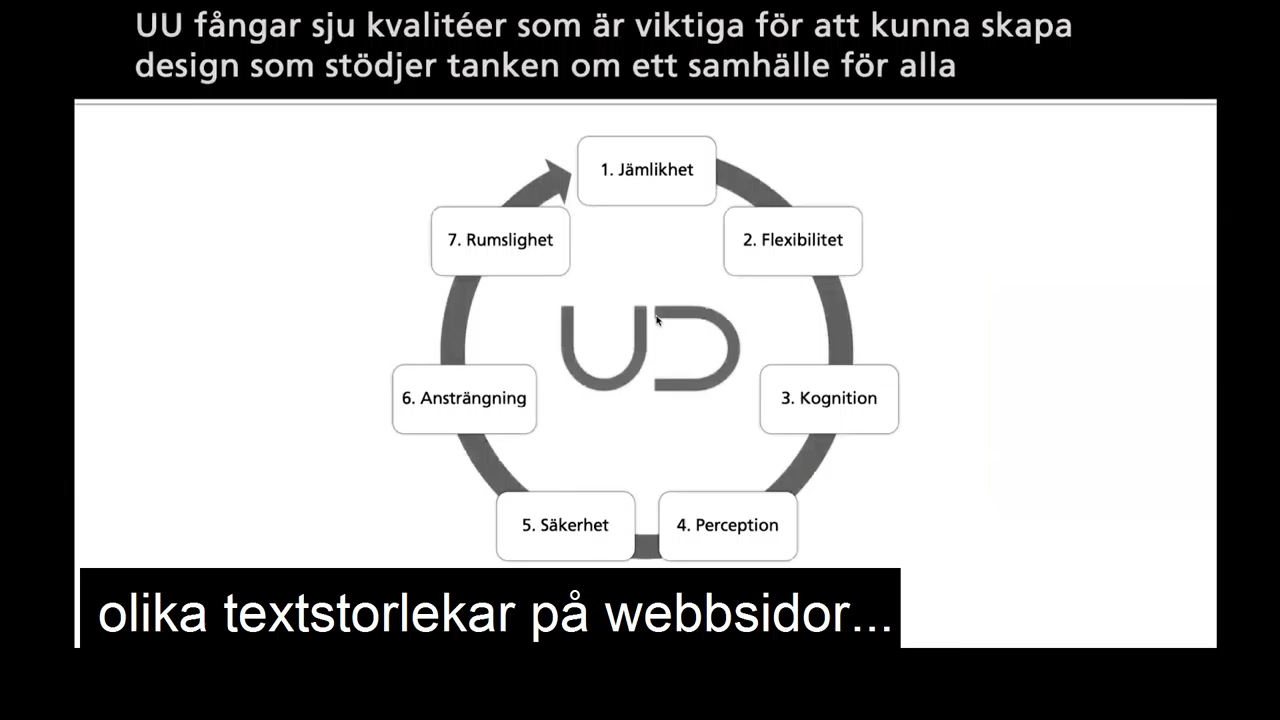 UU fångar sju kvalitéer som är viktiga för att kunna skapa
design som stödjer tanken om ett samhälle för alla
1. Jämlikhet
7. Rumslighet
2. Flexibilitet
UD
6. Ansträngning
3. Kognition
5. Säkerhet
4. Perception
olika textstorlekar på webbsidor...